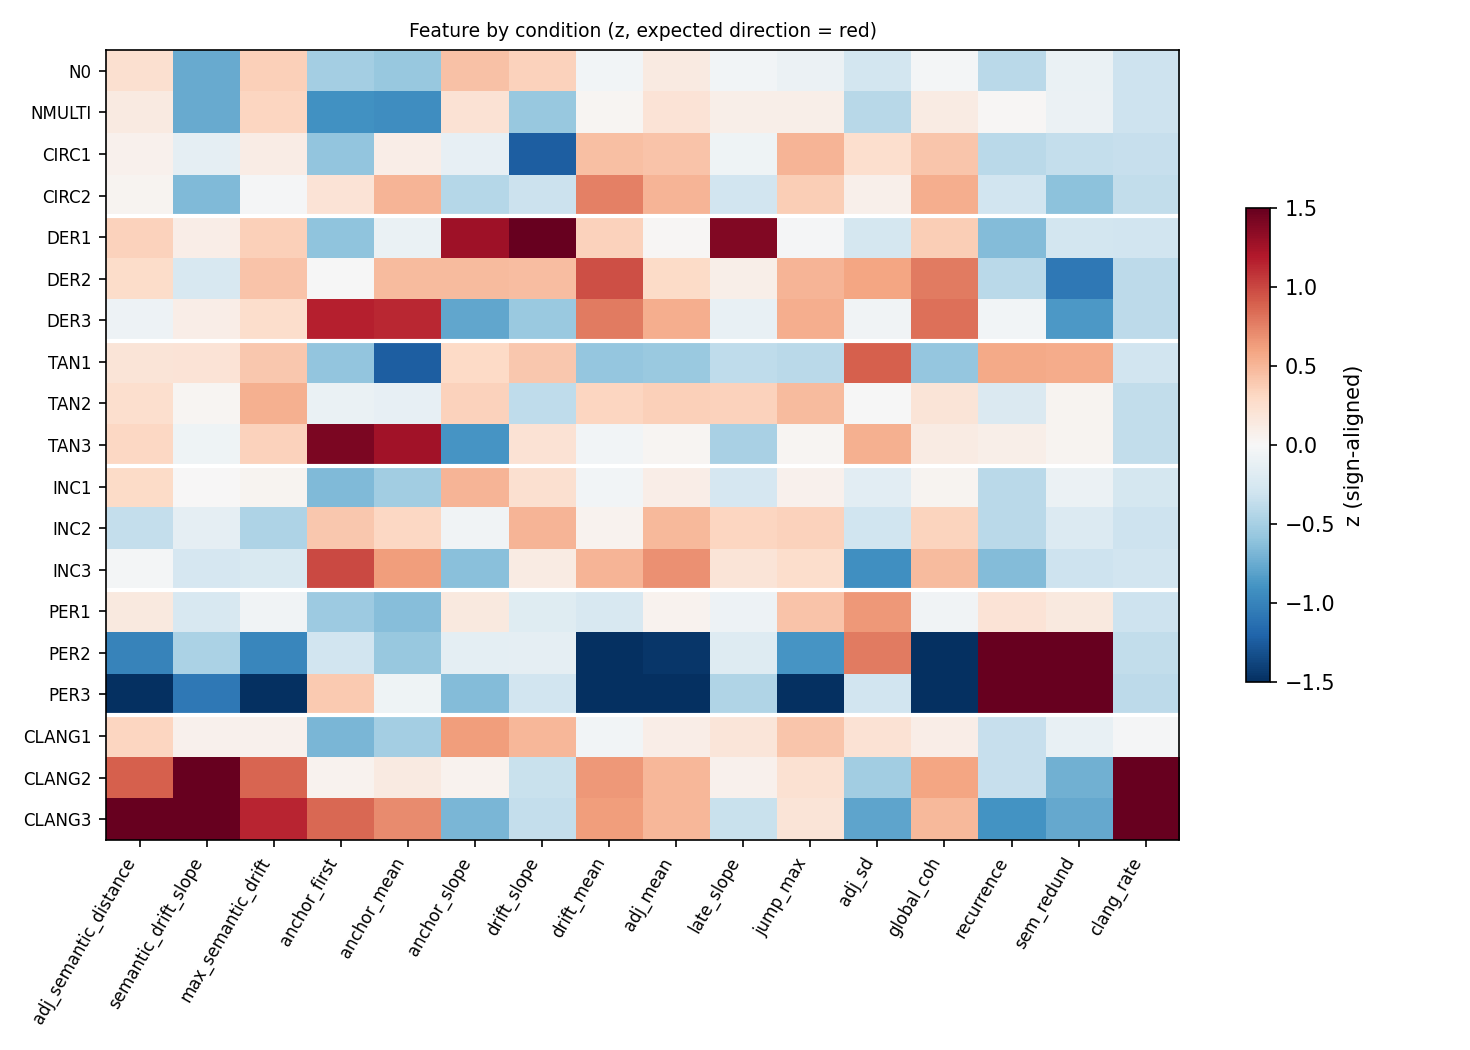 Feature by condition (z, expected direction = red)
N0
NMULTI
CIRC1
CIRC2
DER1
DER2
DER3
TAN1
TAN2
TAN3
INC1
INC2
INC3
PER1
PER2
PER3
CLANG1
CLANG2
CLANG3
adj_semantic_distance
semantic_drift_slope
max_semantic_drift
anchor_first
anchor_mean
anchor_slope
drift_slope
drift_mean
adj_mean
late_slope
jump_max
adj_sd
global_coh
recurrence
sem_redund
clang_rate
1.5
1.0
0.5
0.0
−0.5
−1.0
−1.5
z (sign-aligned)